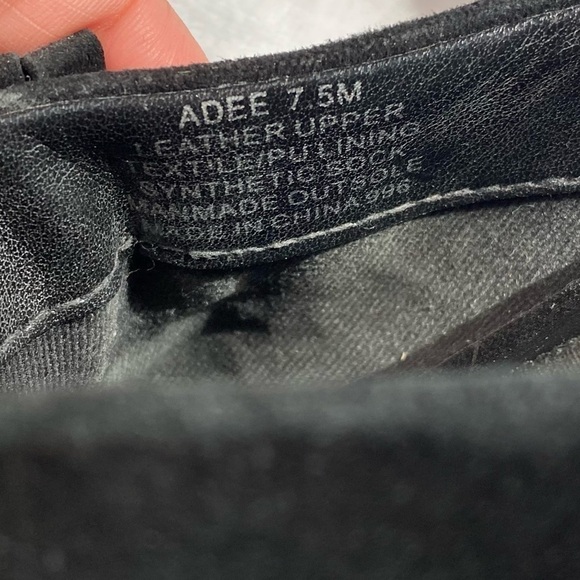 ADEE 7.5M
LEATHER UPPER
TEXTILE/PU LINING
SYNTHETIC SOCK
MANMADE OUTSOLE
MADE IN CHINA 996